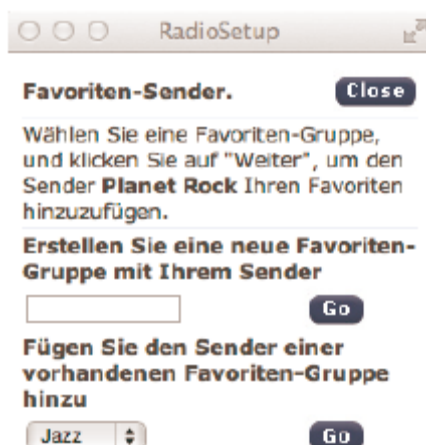 RadioSetup
Favoriten-Sender. Close
Wählen Sie eine Favoriten-Gruppe,
und klicken Sie auf "Weiter", um den
Sender Planet Rock Ihren Favoriten
hinzuzufügen.
Erstellen Sie eine neue Favoriten-
Gruppe mit Ihrem Sender
Go
Fügen Sie den Sender einer
vorhandenen Favoriten-Gruppe
hinzu
Jazz Go